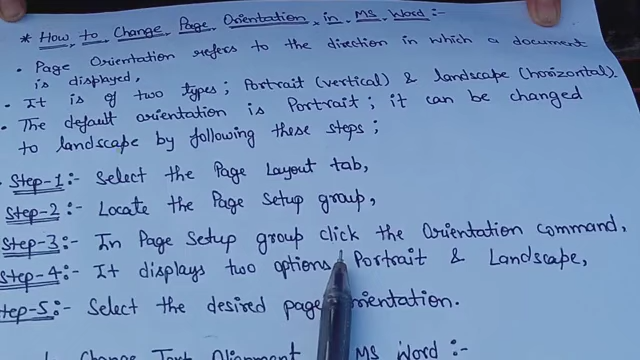 * How to Change Page Orientation in MS Word :-
• Page Orientation refers to the direction in which a document
is displayed,
• It is of two types; Portrait (vertical) & landscape (horizontal)
• The default orientation is Portrait; it can be changed
to landscape by following these steps;
Step-1:- Select the Page Layout tab,
Step-2:- Locate the Page Setup group,
Step-3:- In Page Setup group click the Orientation command,
Step-4:- It displays two options Portrait & Landscape,
Step-5:- Select the desired page orientation.
Change Text Alignment MS Word :-